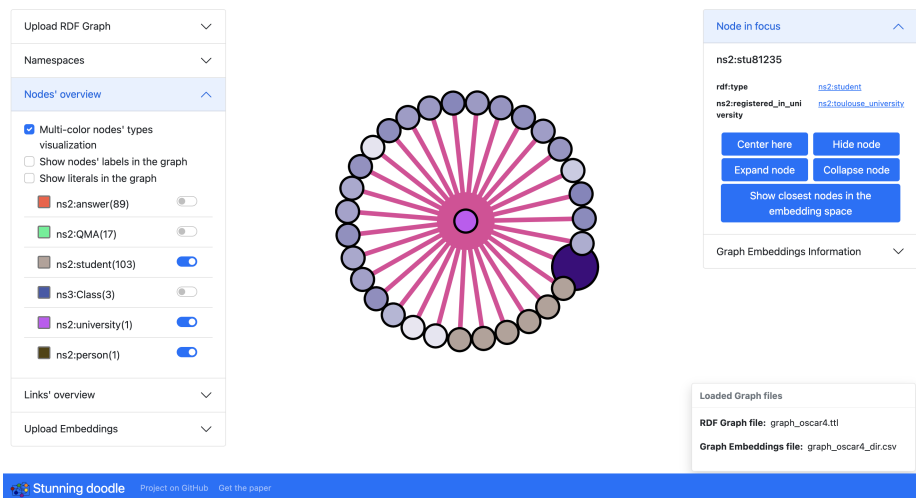 Upload RDF Graph
Namespaces
Nodes' overview
Multi-color nodes' types
visualization
Show nodes' labels in the graph
Show literals in the graph
ns2:answer(89)
ns2:QMA(17)
ns2:student(103)
ns3:Class(3)
ns2:university(1)
ns2:person(1)
Links' overview
Upload Embeddings
Node in focus
ns2:stu81235
rdf:type ns2:student
ns2:registered_in_uni ns2:toulouse_university
versity
Center here Hide node
Expand node Collapse node
Show closest nodes in the
embedding space
Graph Embeddings Information
Loaded Graph files
RDF Graph file: graph_oscar4.ttl
Graph Embeddings file: graph_oscar4_dir.csv
Stunning doodle Project on GitHub Get the paper